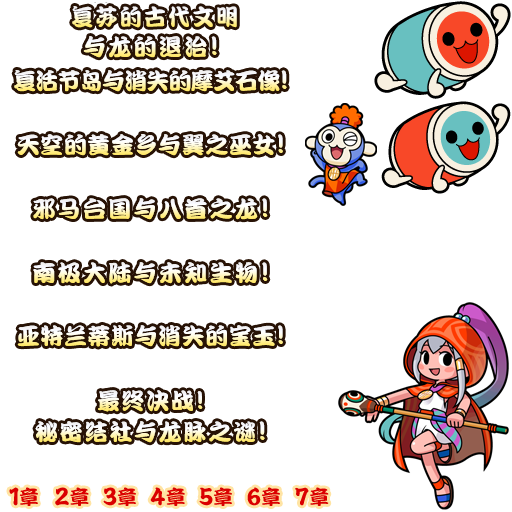 复苏的古代文明
与龙的退治！
复活节岛与消失的摩艾石像！
天空的黄金乡与翼之巫女！
邪马台国与八首之龙！
南极大陆与未知生物！
亚特兰蒂斯与消失的宝玉！
最终决战！
秘密结社与龙脉之谜！
1章 2章 3章 4章 5章 6章 7章